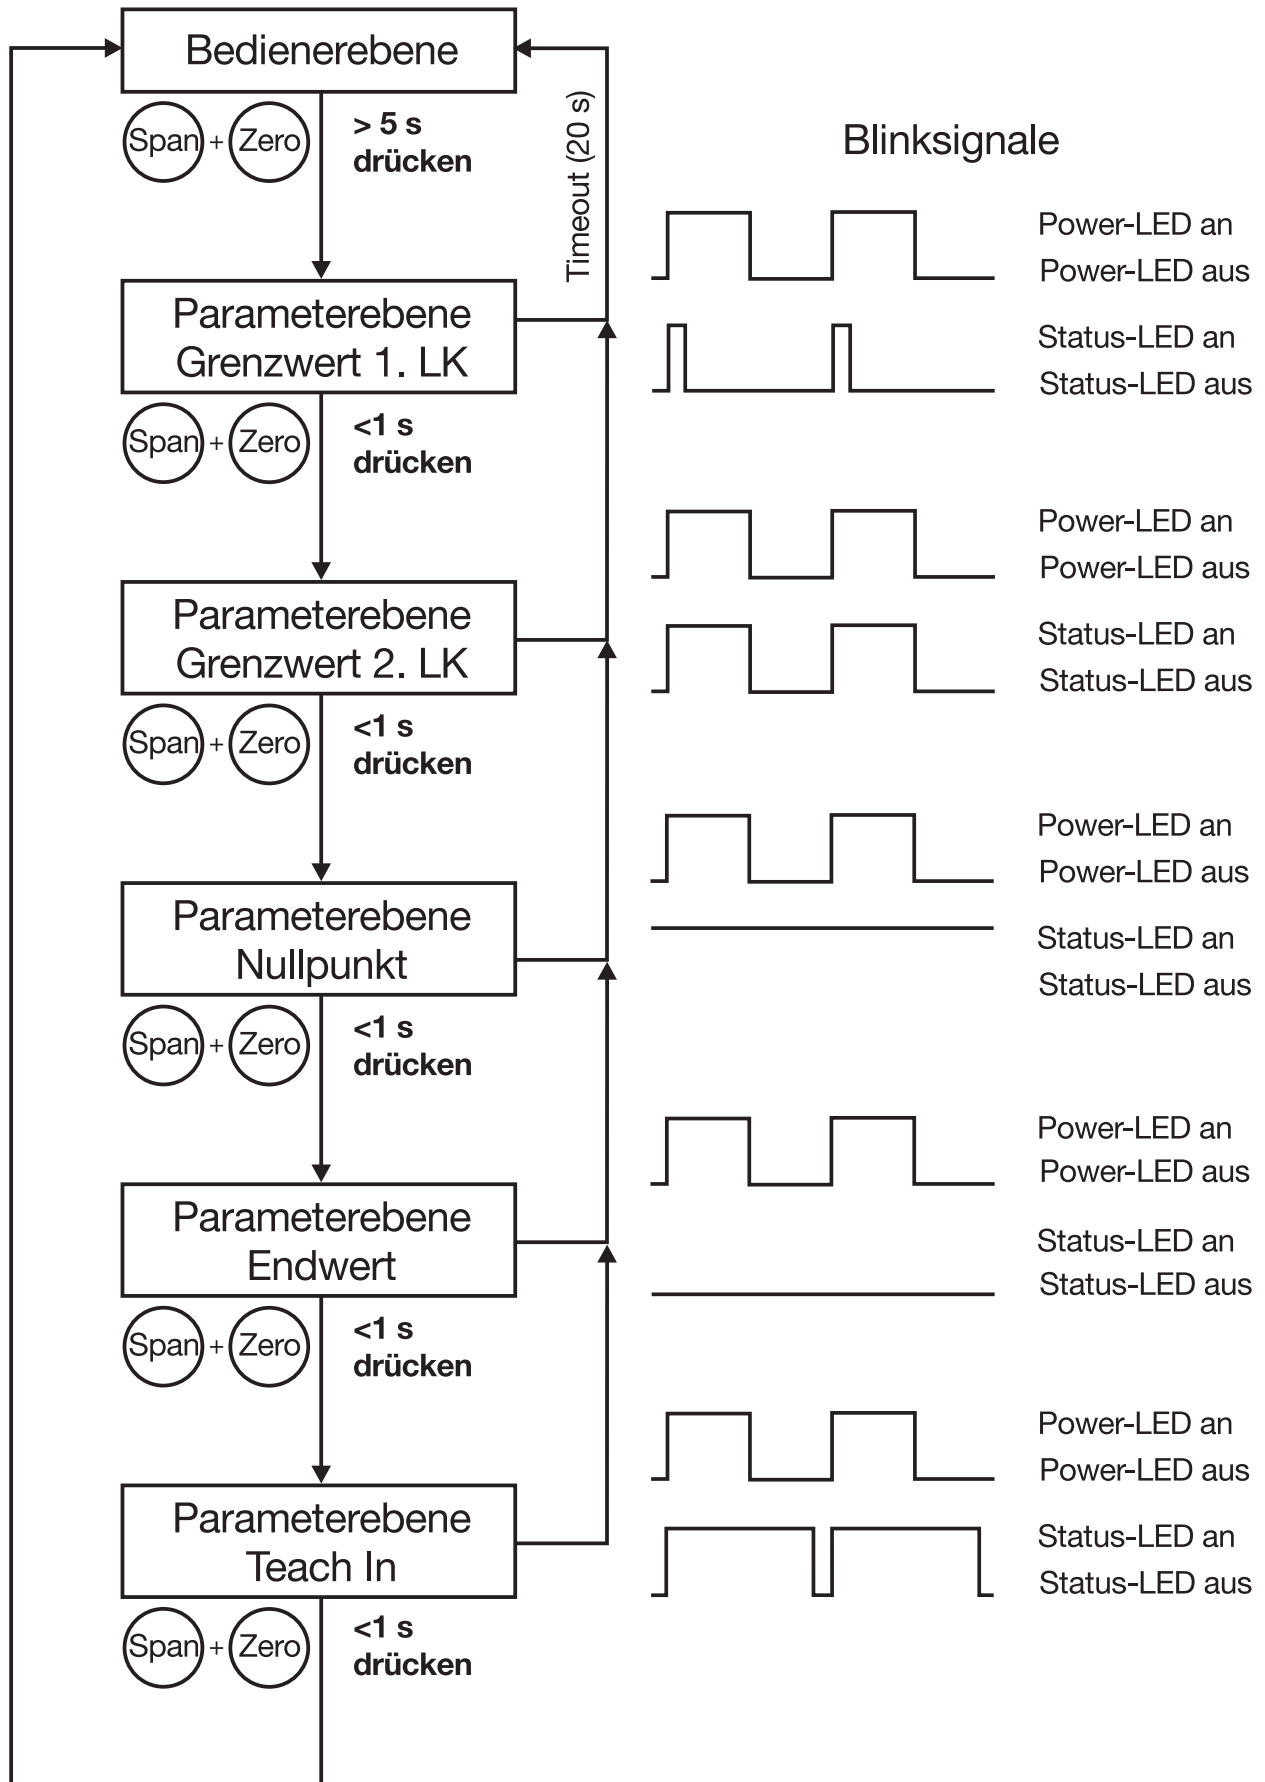 Bedienerebene
Span + Zero
> 5 s
drücken
Timeout (20 s)
Blinksignale
Power-LED an
Power-LED aus
Parameterebene
Grenzwert 1. LK
Status-LED an
Status-LED aus
Span + Zero
<1 s
drücken
Power-LED an
Power-LED aus
Parameterebene
Grenzwert 2. LK
Status-LED an
Status-LED aus
Span + Zero
<1 s
drücken
Power-LED an
Power-LED aus
Parameterebene
Nullpunkt
Status-LED an
Status-LED aus
Span + Zero
<1 s
drücken
Power-LED an
Power-LED aus
Parameterebene
Endwert
Status-LED an
Status-LED aus
Span + Zero
<1 s
drücken
Power-LED an
Power-LED aus
Parameterebene
Teach In
Status-LED an
Status-LED aus
Span + Zero
<1 s
drücken